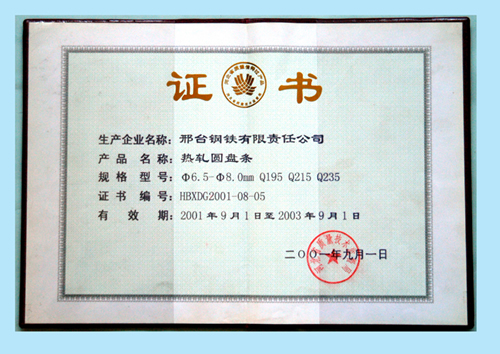 证书
生产企业名称：邢台钢铁有限责任公司
产品名称：热轧圆盘条
规格型号：Φ6.5-Φ8.0mm Q195 Q215 Q235
证书编号：HBXDG2001-08-05
有效期：2001年9月1日至2003年9月1日
二〇〇一年九月一日